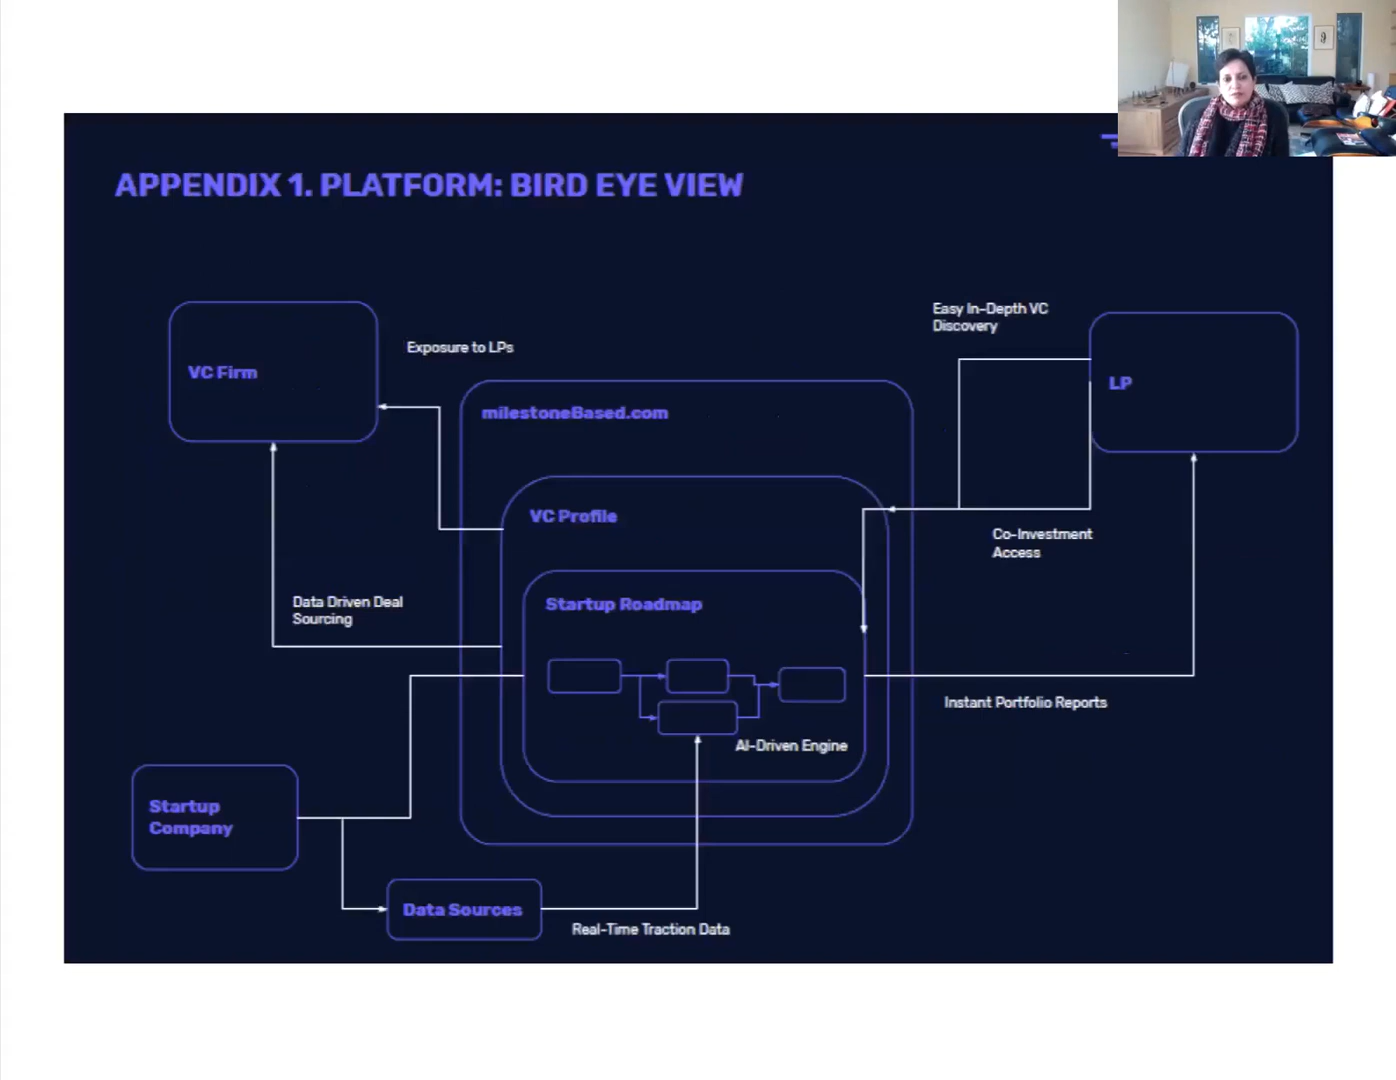 APPENDIX 1. PLATFORM: BIRD EYE VIEW
Easy In-Depth VC
Discovery
Exposure to LPs
VC Firm
LP
milestoneBased.com
VC Profile
Co-Investment
Access
Data Driven Deal
Sourcing
Startup Roadmap
Instant Portfolio Reports
AI-Driven Engine
Startup
Company
Data Sources
Real-Time Traction Data